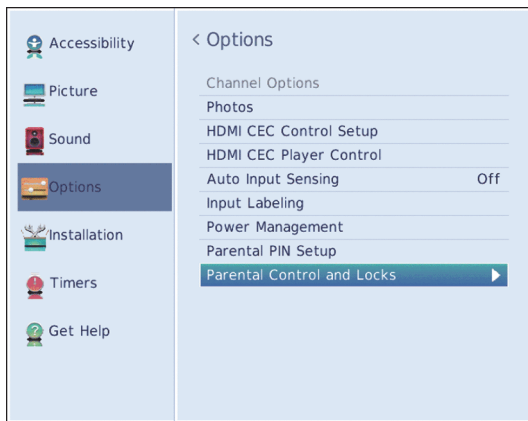 Accessibility
Picture
Sound
Options
Installation
Timers
Get Help
< Options
Channel Options
Photos
HDMI CEC Control Setup
HDMI CEC Player Control
Auto Input Sensing Off
Input Labeling
Power Management
Parental PIN Setup
Parental Control and Locks